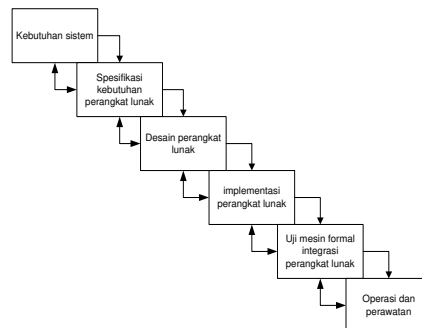 Kebutuhan sistem
Spesifikasi
kebutuhan
perangkat lunak
Desain perangkat
lunak
implementasi
perangkat lunak
Uji mesin formal
integrasi
perangkat lunak
Operasi dan
perawatan